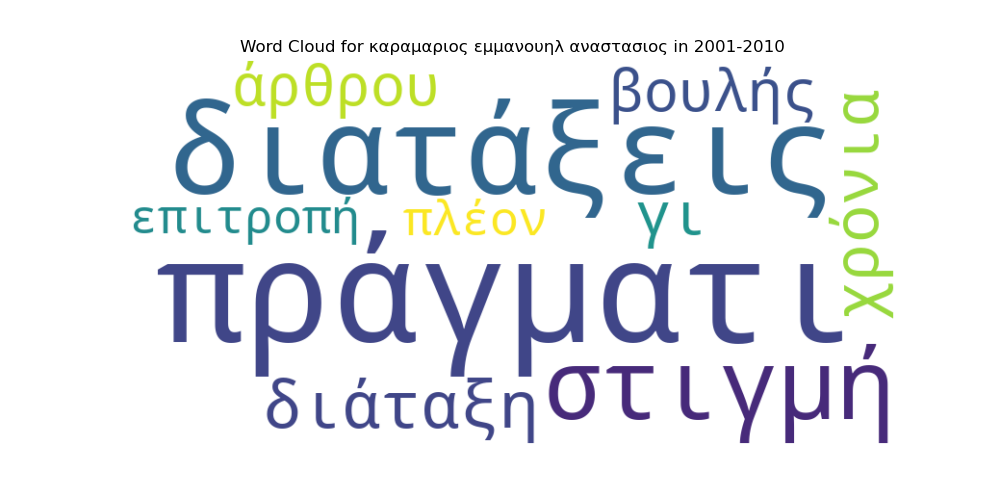 Word Cloud for καραμαριος εμμανουηλ αναστασιος in 2001-2010
άρθρου
βουλής
διατάξεις
χρόνια
επιτροπή
πλέον
γι
πράγματι
στιγμή
διάταξη